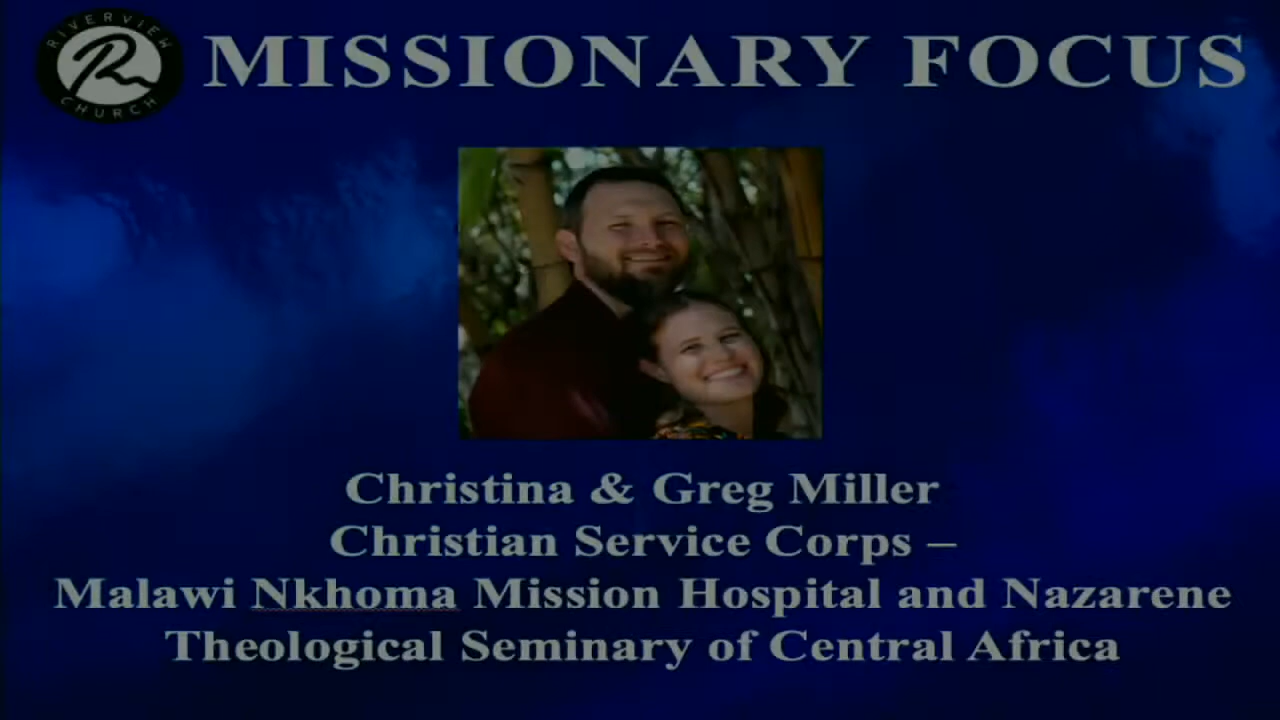 RIVERVIEW
R
CHURCH
MISSIONARY FOCUS
Christina & Greg Miller
Christian Service Corps –
Malawi Nkhoma Mission Hospital and Nazarene
Theological Seminary of Central Africa